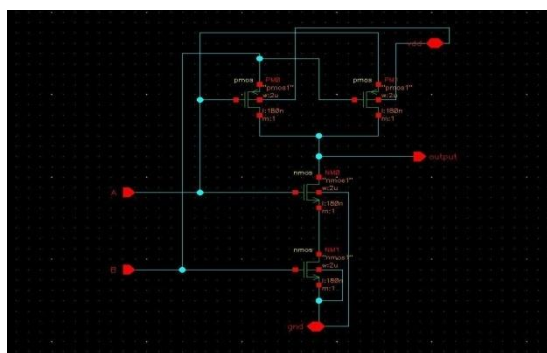 vdd
pmos
PM0
"pmos1"
w:2u
l:180n
m:1
pmos
"pmos1"
w:2u
l:180n
m:1
output
nmos
NM0
"nmos1"
w:2u
l:180n
m:1
A
nmos
NM1
"nmos1"
w:2u
l:180n
m:1
B
gnd